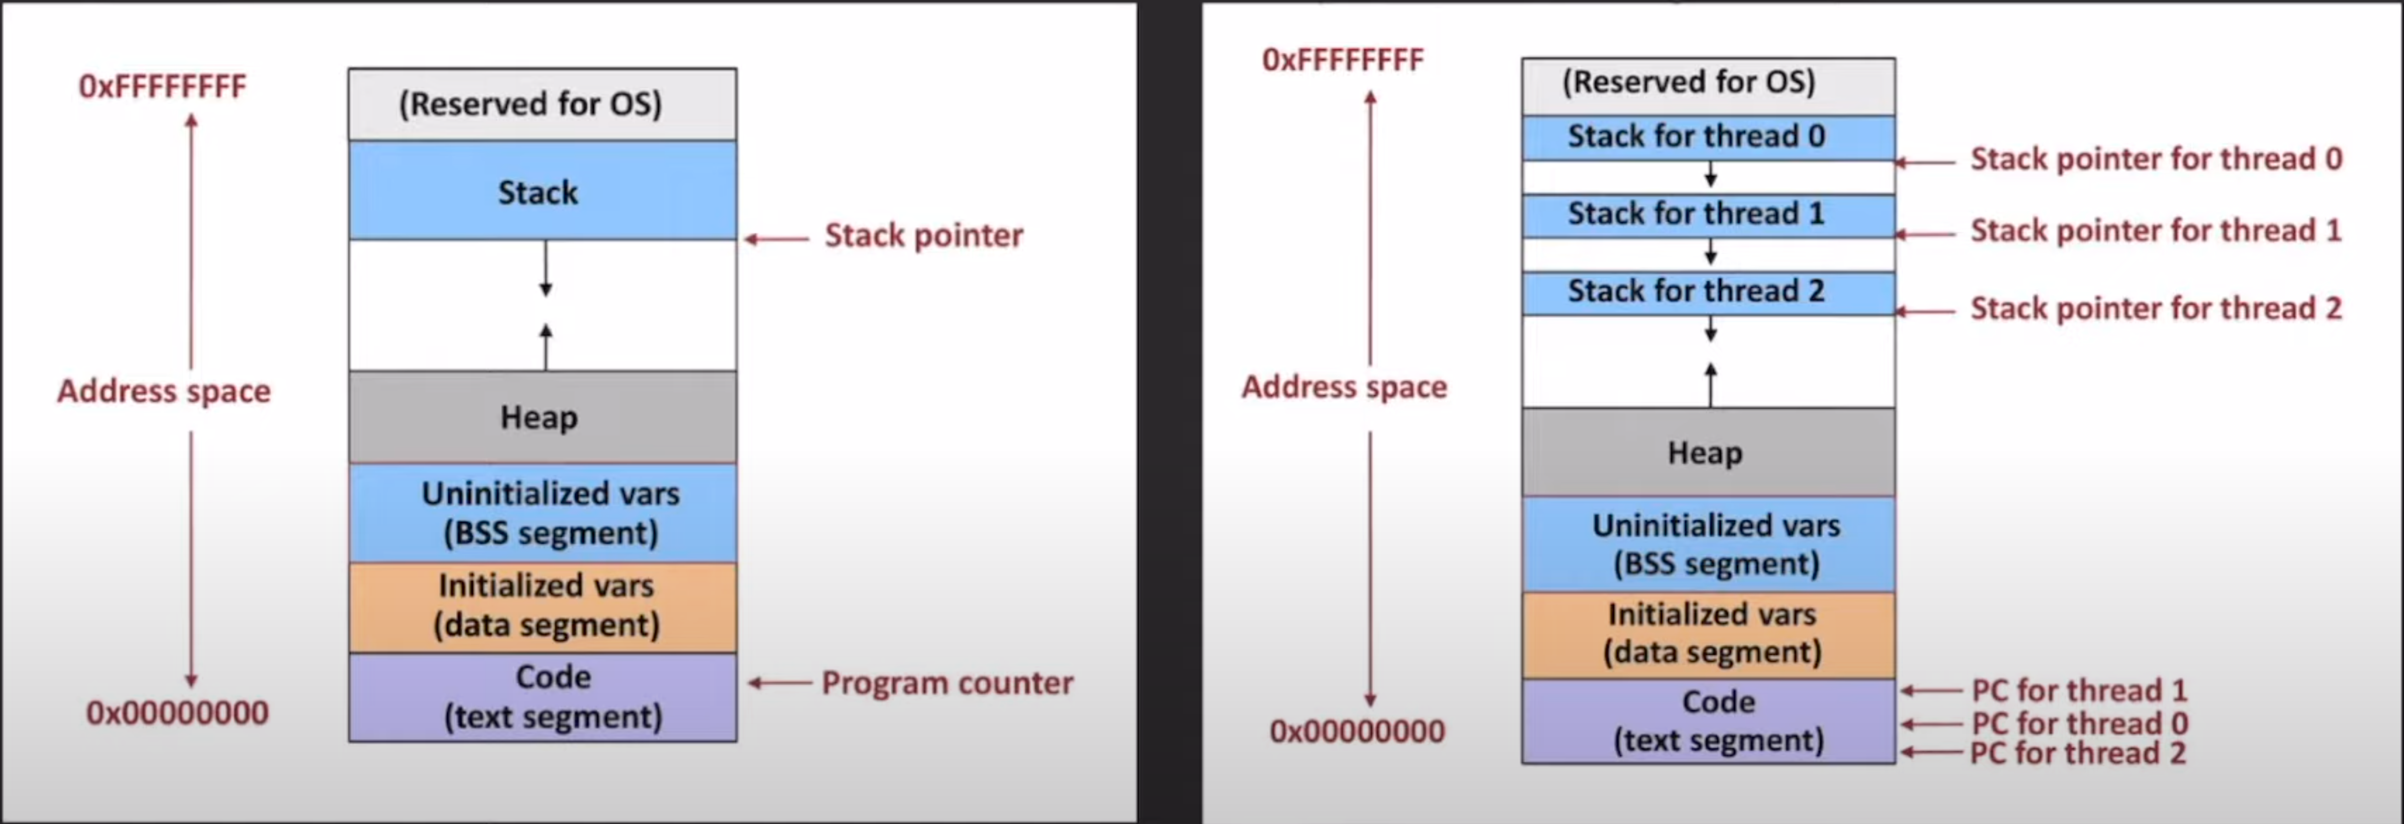 0xFFFFFFFF
(Reserved for OS)
Stack
Stack pointer
Address space
Heap
Uninitialized vars
(BSS segment)
Initialized vars
(data segment)
Code
(text segment)
Program counter
0x00000000
0xFFFFFFFF
(Reserved for OS)
Stack for thread 0
Stack pointer for thread 0
Stack for thread 1
Stack pointer for thread 1
Stack for thread 2
Stack pointer for thread 2
Address space
Heap
Uninitialized vars
(BSS segment)
Initialized vars
(data segment)
Code
(text segment)
PC for thread 1
PC for thread 0
PC for thread 2
0x00000000